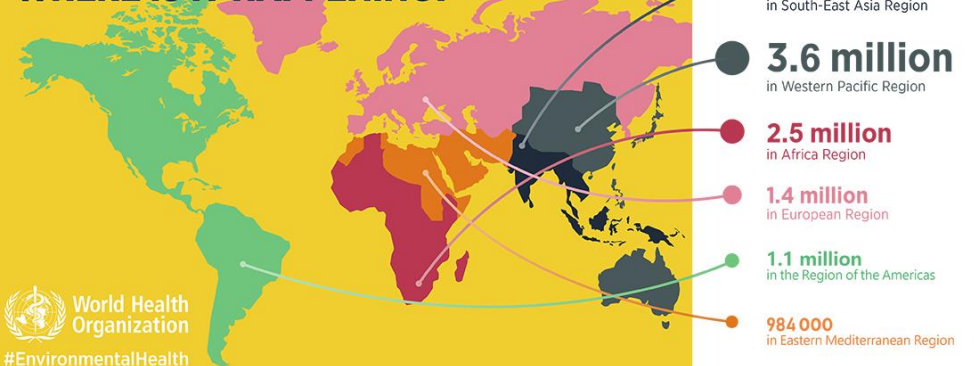 in South-East Asia Region
3.6 million
in Western Pacific Region
2.5 million
in Africa Region
1.4 million
in European Region
1.1 million
in the Region of the Americas
984 000
in Eastern Mediterranean Region
World Health
Organization
#EnvironmentalHealth